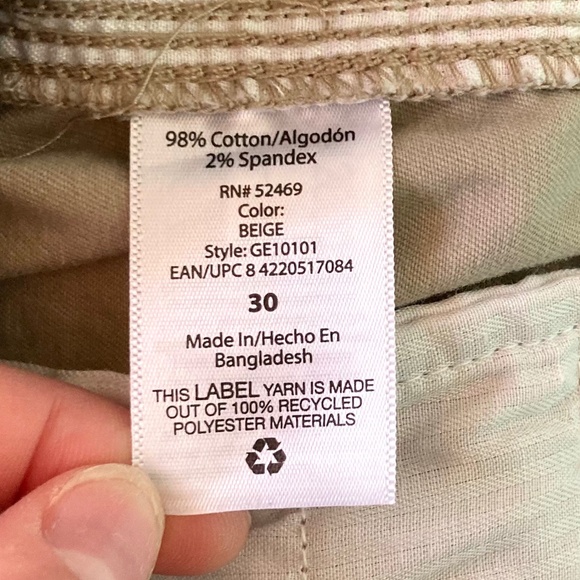 98% Cotton/Algodón
2% Spandex
RN# 52469
Color:
BEIGE
Style: GE10101
EAN/UPC 8 4220517084
30
Made In/Hecho En
Bangladesh
THIS LABEL YARN IS MADE
OUT OF 100% RECYCLED
POLYESTER MATERIALS